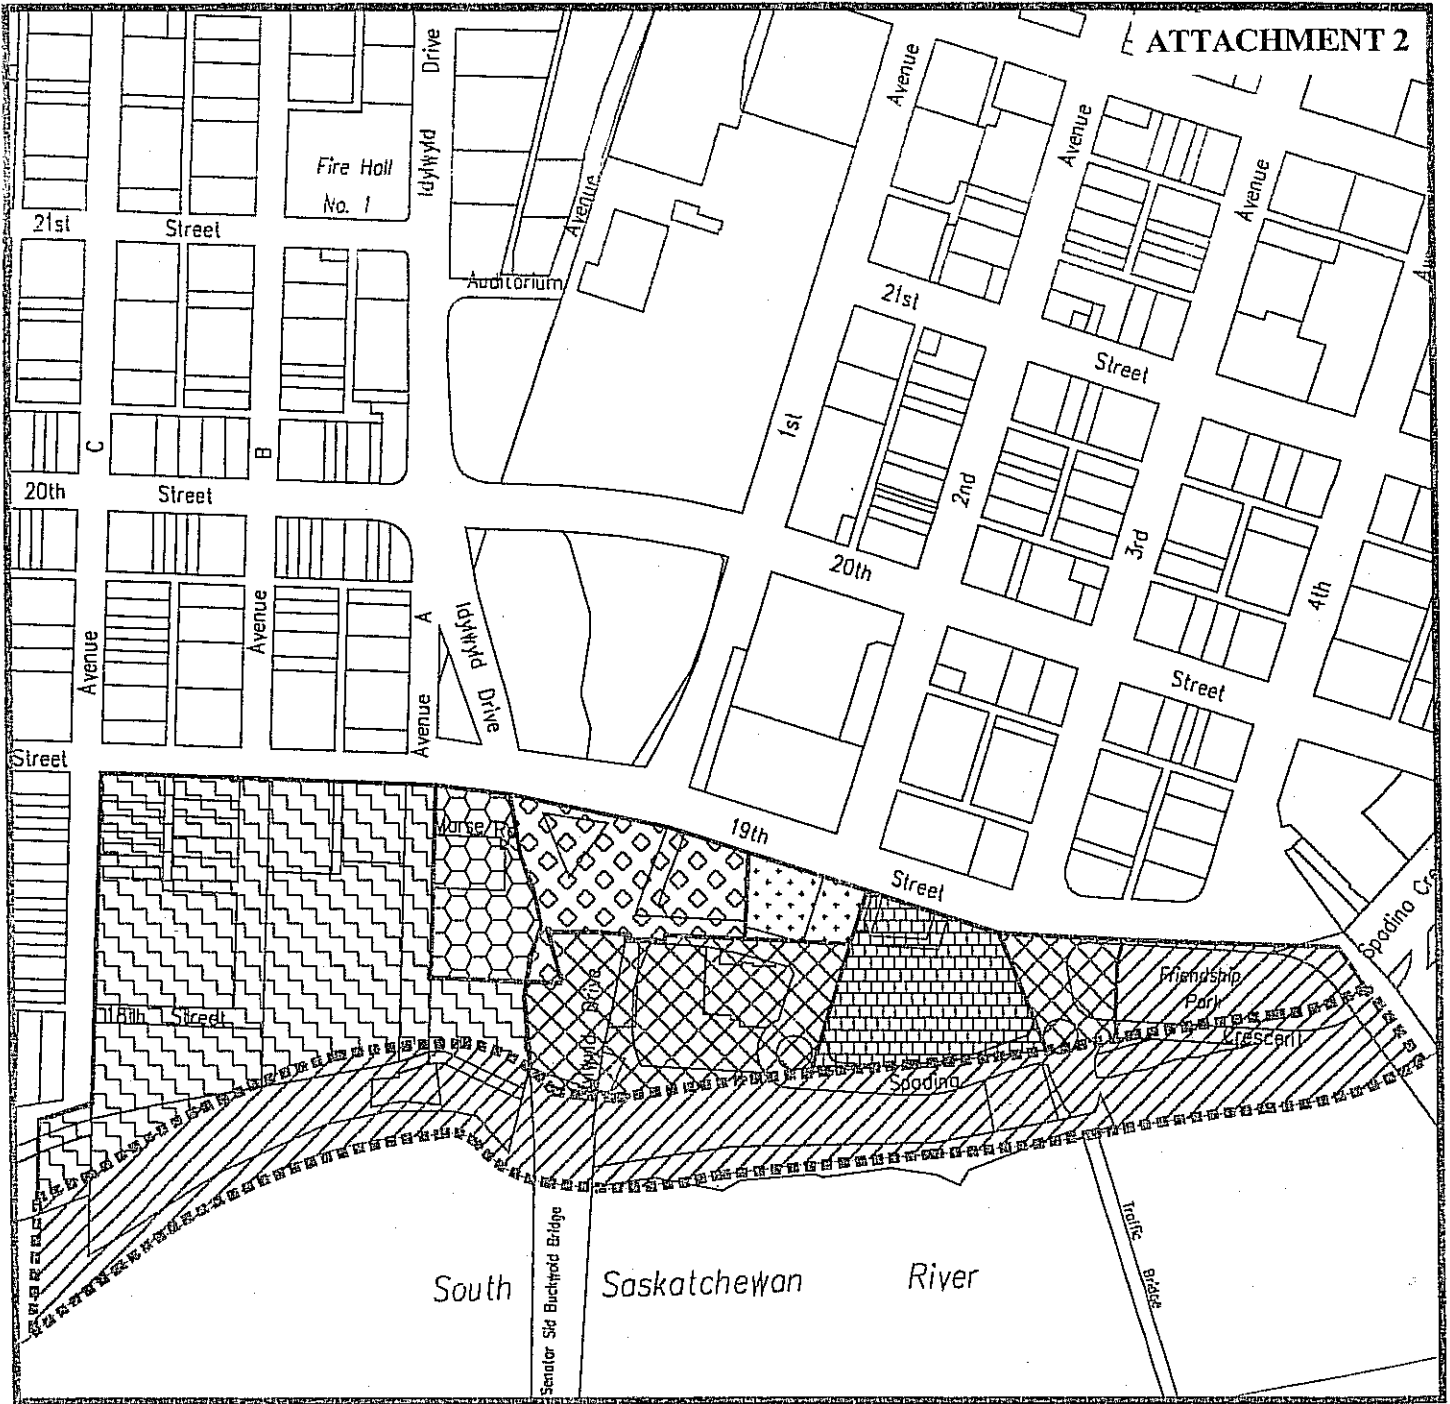 ATTACHMENT 2
Drive
Idylwyld
Avenue
Avenue
Avenue
Avenue
Fire Hall
No. 1
21st
Street
Auditorium
21st
Street
1st
C
B
20th
Street
2nd
3rd
20th
4th
Avenue
Avenue
A
Avenue
Idylwyld Drive
Street
Street
19th
Street
Spadina Cre
18th Street
Drive
Friendship
Park
Crescent
Spadina
South Saskatchewan River
Senator Sid Buckwold Bridge
Traffic
Bridge